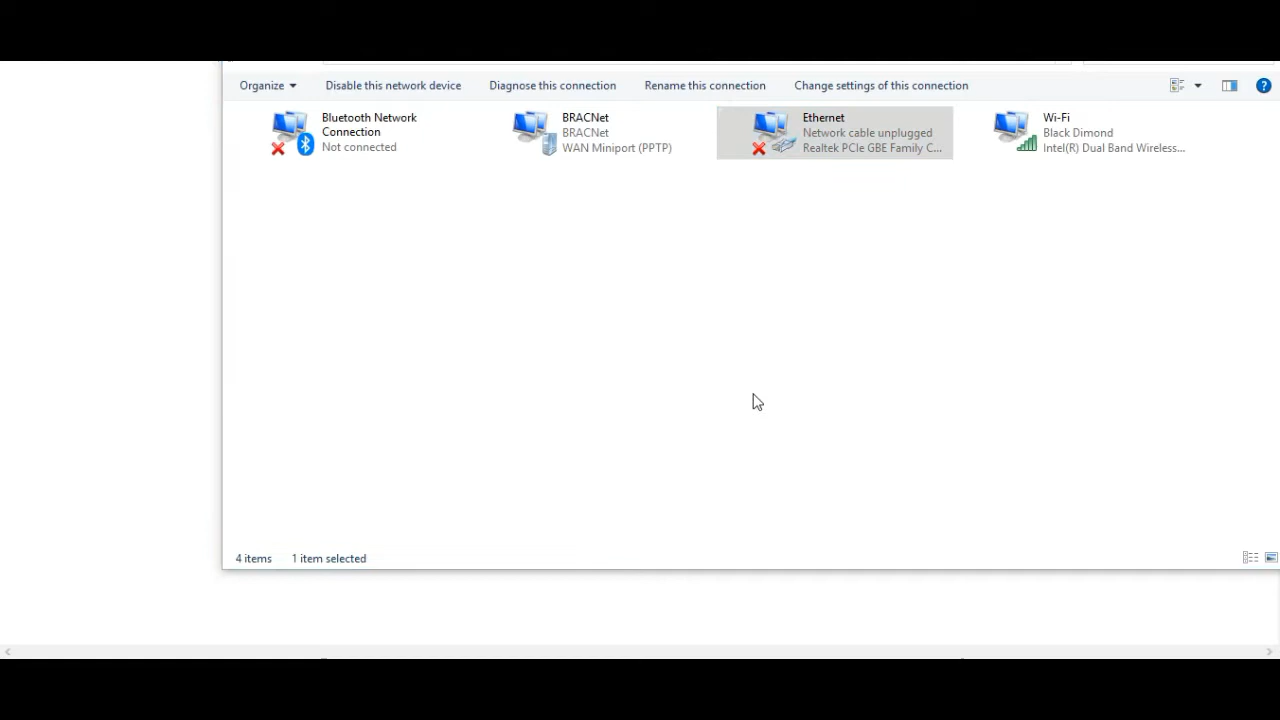 Organize Disable this network device Diagnose this connection Rename this connection Change settings of this connection
Bluetooth Network
Connection
Not connected
BRACNet
BRACNet
WAN Miniport (PPTP)
Ethernet
Network cable unplugged
Realtek PCIe GBE Family C...
Wi-Fi
Black Dimond
Intel(R) Dual Band Wireless...
4 items 1 item selected